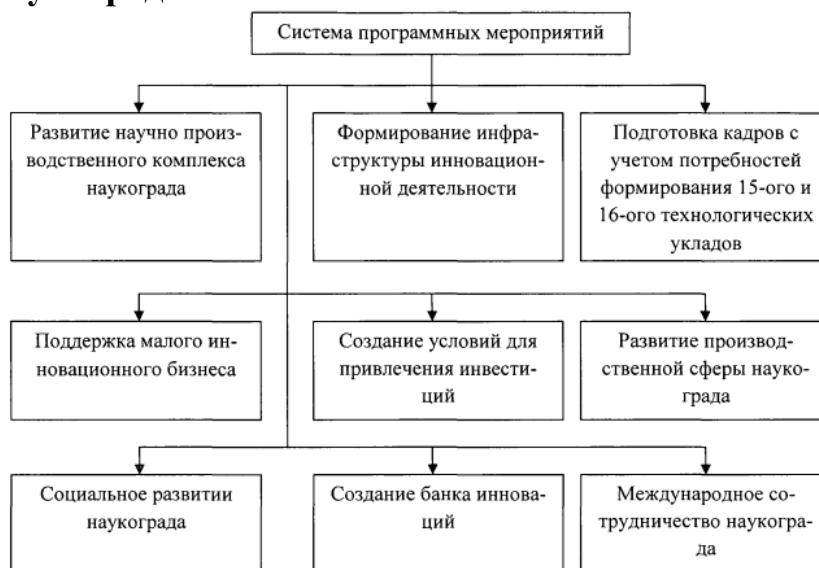 Система программных мероприятий
Развитие научно произ-
водственного комплекса
наукограда
Формирование инфра-
структуры инновацион-
ной деятельности
Подготовка кадров с
учетом потребностей
формирования 15-ого и
16-ого технологических
укладов
Поддержка малого ин-
новационного бизнеса
Создание условий для
привлечения инвести-
ций
Развитие производ-
ственной сферы науко-
града
Социальное развитии
наукограда
Создание банка иннова-
ций
Международное со-
трудничество наукогра-
да